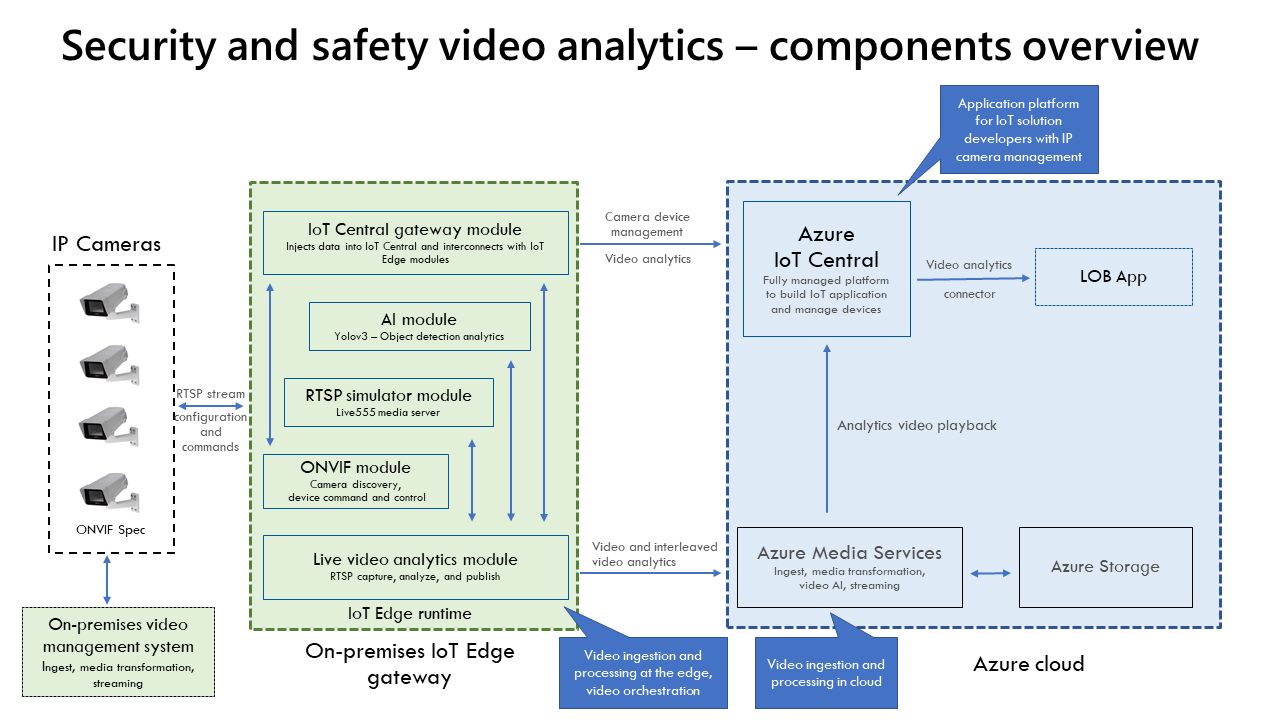 Security and safety video analytics – components overview
Application platform
for IoT solution
developers with IP
camera management
IP Cameras
ONVIF Spec
On-premises video
management system
Ingest, media transformation,
streaming
RTSP stream
configuration
and
commands
IoT Central gateway module
Injects data into IoT Central and interconnects with IoT
Edge modules
AI module
Yolov3 – Object detection analytics
RTSP simulator module
Live555 media server
ONVIF module
Camera discovery,
device command and control
Live video analytics module
RTSP capture, analyze, and publish
IoT Edge runtime
On-premises IoT Edge
gateway
Video ingestion and
processing at the edge,
video orchestration
Camera device
management
Video analytics
Video and interleaved
video analytics
Azure
IoT Central
Fully managed platform
to build IoT application
and manage devices
Video analytics
connector
LOB App
Analytics video playback
Azure Media Services
Ingest, media transformation,
video AI, streaming
Azure Storage
Video ingestion and
processing in cloud
Azure cloud